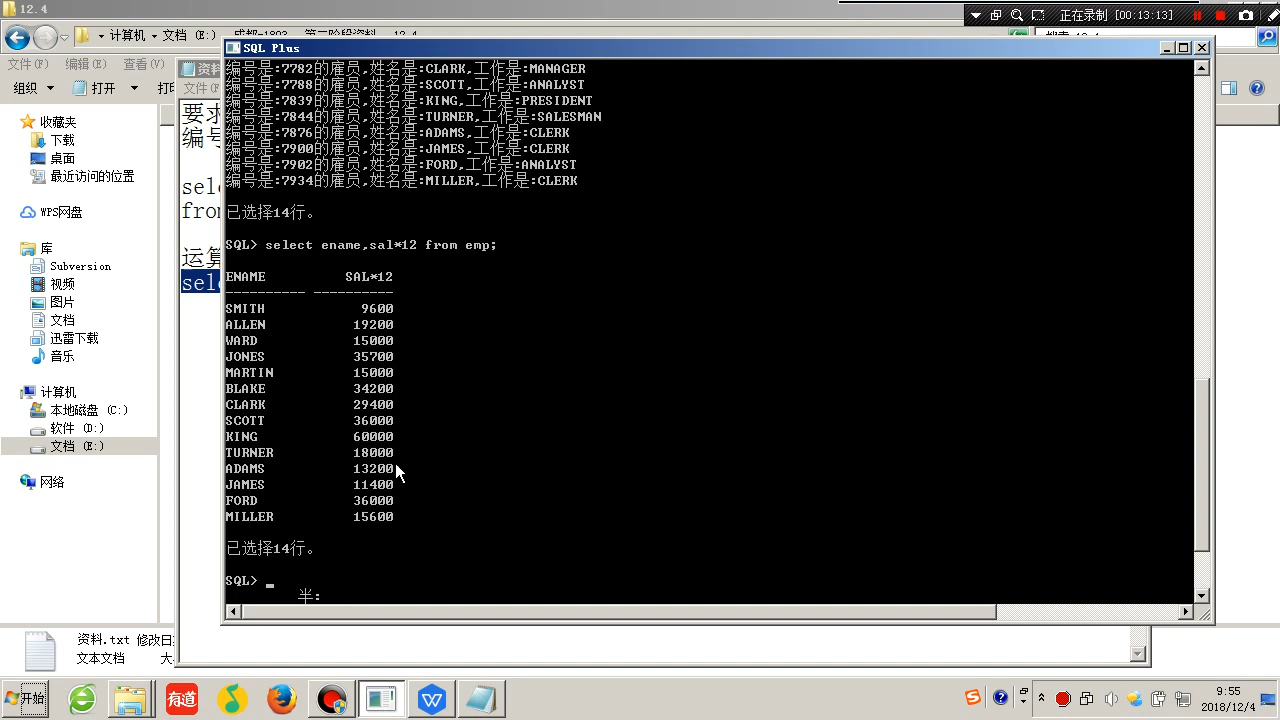 12.4
正在录制 [00:13:13]
计算机
文档 (E:)
成都-1803
第二阶段资料
12.4
搜索 12.4
文件(F)
编辑(E)
查看(V)
组织
打开
收藏夹
下载
桌面
最近访问的位置
WPS网盘
库
Subversion
视频
图片
文档
迅雷下载
音乐
计算机
本地磁盘 (C:)
软件 (D:)
文档 (E:)
网络
资料
文件(F)
要求
编号
sele
from
运算
sele
SQL Plus
编号是:7782的雇员,姓名是:CLARK,工作是:MANAGER
编号是:7788的雇员,姓名是:SCOTT,工作是:ANALYST
编号是:7839的雇员,姓名是:KING,工作是:PRESIDENT
编号是:7844的雇员,姓名是:TURNER,工作是:SALESMAN
编号是:7876的雇员,姓名是:ADAMS,工作是:CLERK
编号是:7900的雇员,姓名是:JAMES,工作是:CLERK
编号是:7902的雇员,姓名是:FORD,工作是:ANALYST
编号是:7934的雇员,姓名是:MILLER,工作是:CLERK
已选择14行。
SQL> select ename,sal*12 from emp;
ENAME SAL*12
---------- ----------
SMITH 9600
ALLEN 19200
WARD 15000
JONES 35700
MARTIN 15000
BLAKE 34200
CLARK 29400
SCOTT 36000
KING 60000
TURNER 18000
ADAMS 13200
JAMES 11400
FORD 36000
MILLER 15600
已选择14行。
SQL> _
半:
资料.txt 修改日
文本文档 大
开始
有道
9:55
2018/12/4